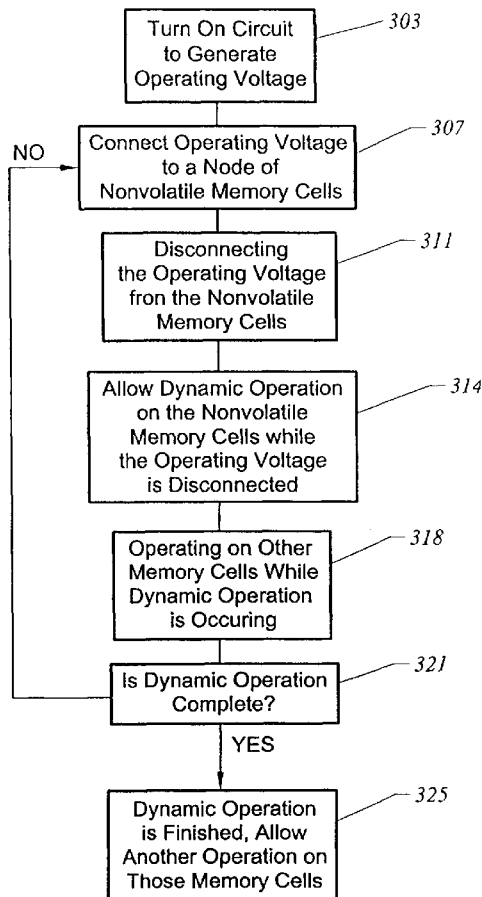 Turn On Circuit
to Generate
Operating Voltage
303
Connect Operating Voltage
to a Node of
Nonvolatile Memory Cells
307
NO
Disconnecting
the Operating Voltage
fron the Nonvolatile
Memory Cells
311
Allow Dynamic Operation
on the Nonvolatile
Memory Cells while
the Operating Voltage
is Disconnected
314
Operating on Other
Memory Cells While
Dynamic Operation
is Occuring
318
Is Dynamic Operation
Complete?
321
YES
Dynamic Operation
is Finished, Allow
Another Operation on
Those Memory Cells
325